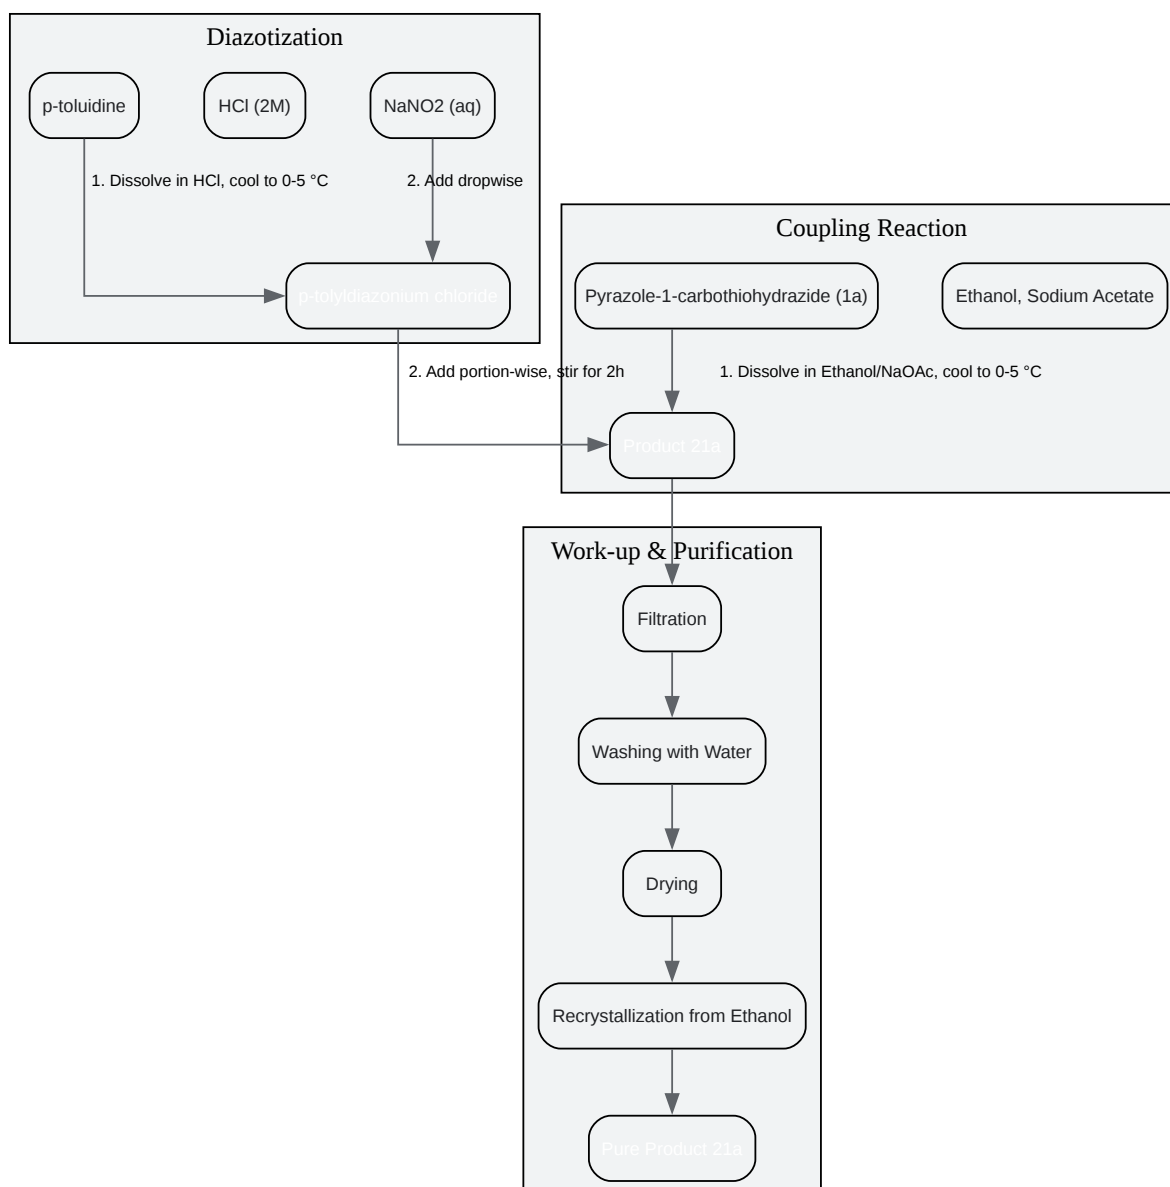 Diazotization
p-toluidine
HCl (2M)
NaNO2 (aq)
1. Dissolve in HCl, cool to 0-5 °C
2. Add dropwise
p-tolyldiazonium chloride
Coupling Reaction
Pyrazole-1-carbothiohydrazide (1a)
Ethanol, Sodium Acetate
2. Add portion-wise, stir for 2h
1. Dissolve in Ethanol/NaOAc, cool to 0-5 °C
Product 21a
Work-up & Purification
Filtration
Washing with Water
Drying
Recrystallization from Ethanol
Pure Product 21a